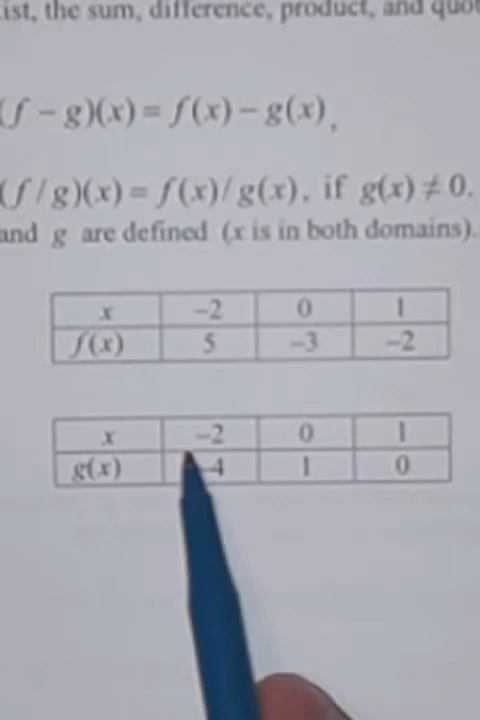 ist, the sum, difference, product, and quot
(f − g)(x) = f(x) − g(x),
(f / g)(x) = f(x) / g(x), if g(x) ≠ 0.
and g are defined (x is in both domains).
x −2 0 1
f(x) 5 −3 −2
x −2 0 1
g(x) −4 1 0